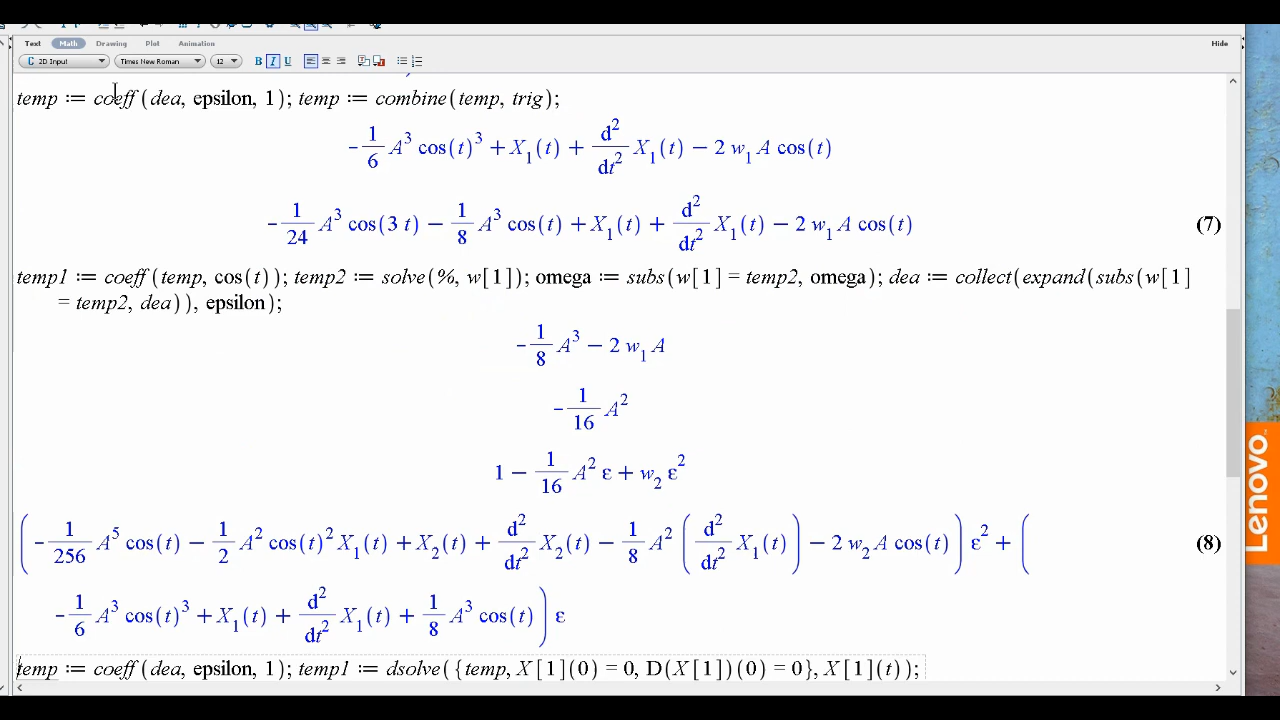 Text Math Drawing Plot Animation Hide
C 2D Input Times New Roman 12 B I U
temp := coeff(dea, epsilon, 1); temp := combine(temp, trig);
-1/6 A^3 cos(t)^3 + X_1(t) + d^2/dt^2 X_1(t) - 2 w_1 A cos(t)
-1/24 A^3 cos(3 t) - 1/8 A^3 cos(t) + X_1(t) + d^2/dt^2 X_1(t) - 2 w_1 A cos(t) (7)
temp1 := coeff(temp, cos(t)); temp2 := solve(%, w[1]); omega := subs(w[1] = temp2, omega); dea := collect(expand(subs(w[1]
= temp2, dea)), epsilon);
-1/8 A^3 - 2 w_1 A
-1/16 A^2
1 - 1/16 A^2 ε + w_2 ε^2
(-1/256 A^5 cos(t) - 1/2 A^2 cos(t)^2 X_1(t) + X_2(t) + d^2/dt^2 X_2(t) - 1/8 A^2 (d^2/dt^2 X_1(t)) - 2 w_2 A cos(t)) ε^2 + ( (8)
-1/6 A^3 cos(t)^3 + X_1(t) + d^2/dt^2 X_1(t) + 1/8 A^3 cos(t)) ε
temp := coeff(dea, epsilon, 1); temp1 := dsolve({temp, X[1](0) = 0, D(X[1])(0) = 0}, X[1](t));
Lenovo